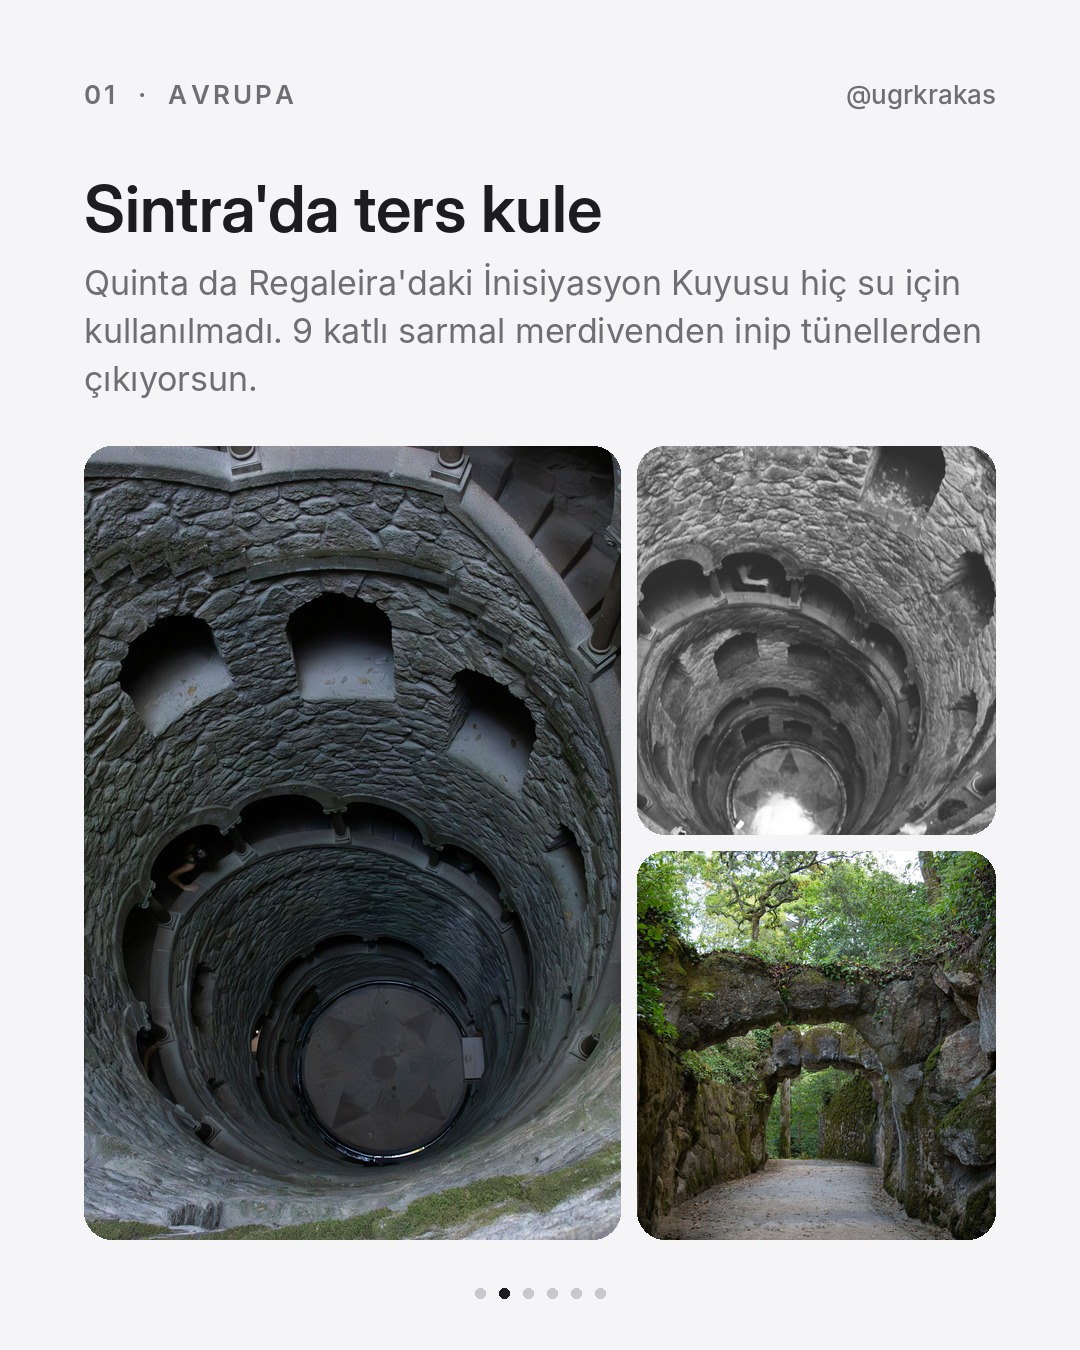 01 · AVRUPA
@ugrkrakas
Sintra'da ters kule
Quinta da Regaleira'daki İnisiyasyon Kuyusu hiç su için
kullanılmadı. 9 katlı sarmal merdivenden inip tünellerden
çıkıyorsun.